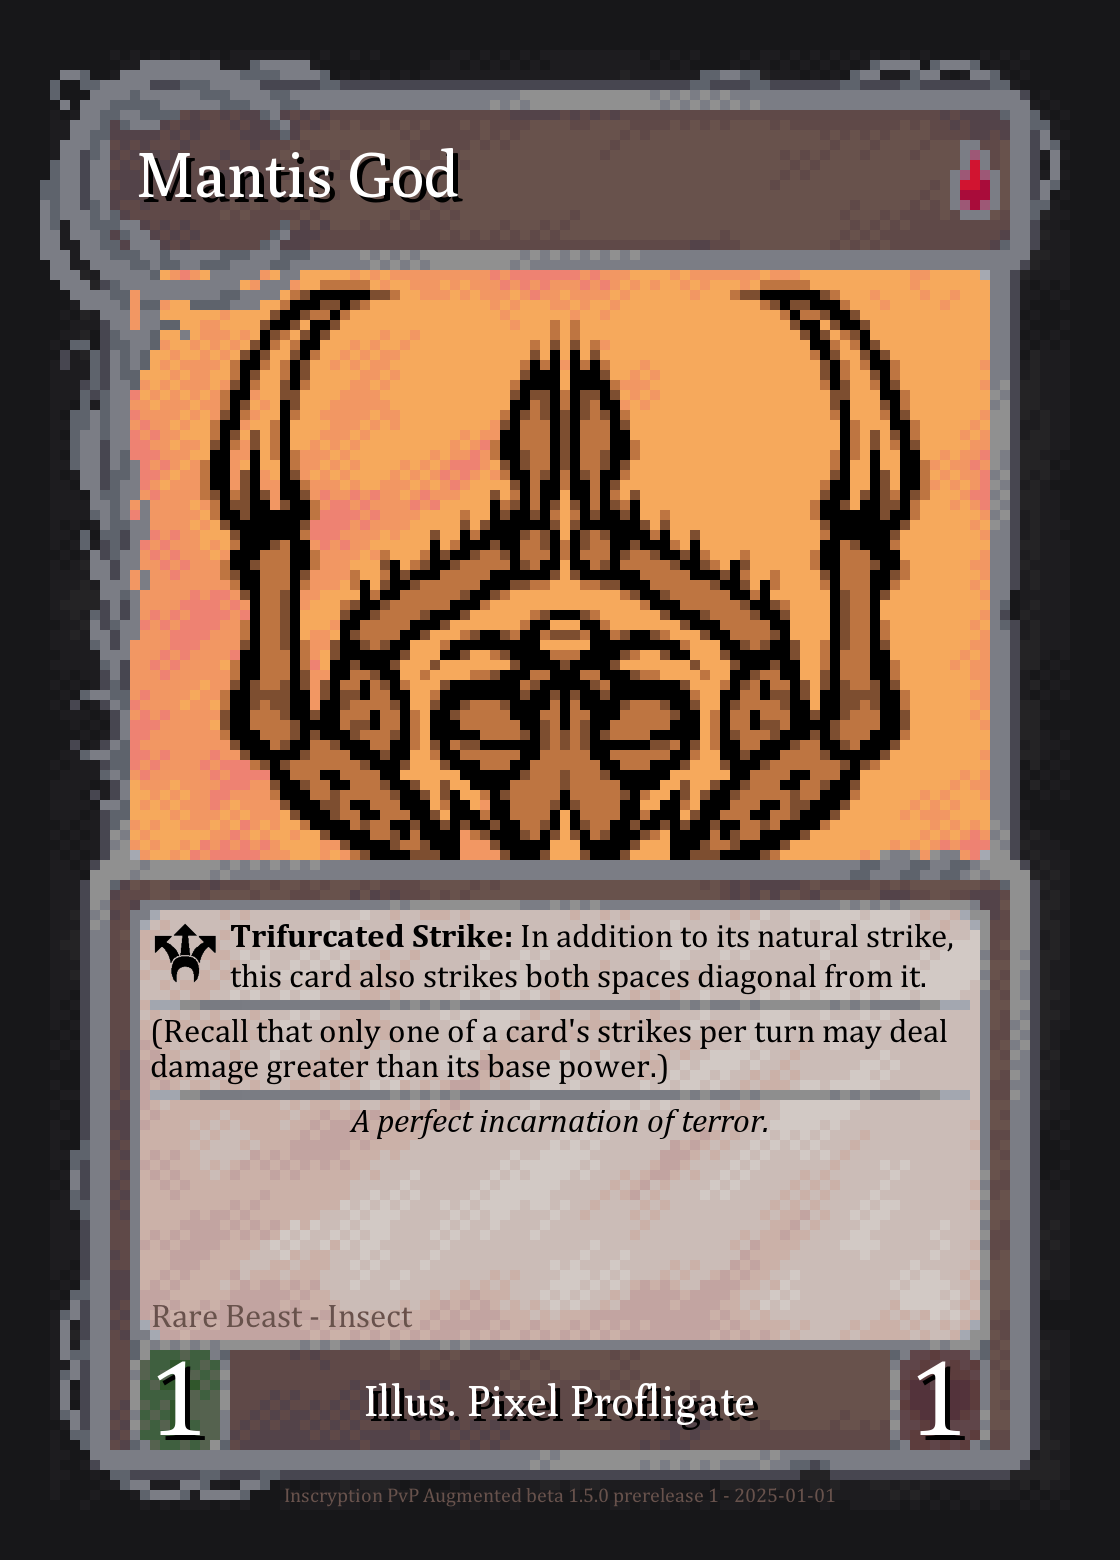 Mantis God
Trifurcated Strike: In addition to its natural strike,
this card also strikes both spaces diagonal from it.
(Recall that only one of a card's strikes per turn may deal
damage greater than its base power.)
A perfect incarnation of terror.
Rare Beast - Insect
1
Illus. Pixel Profligate
1
Inscryption PvP Augmented beta 1.5.0 prerelease 1 - 2025-01-01